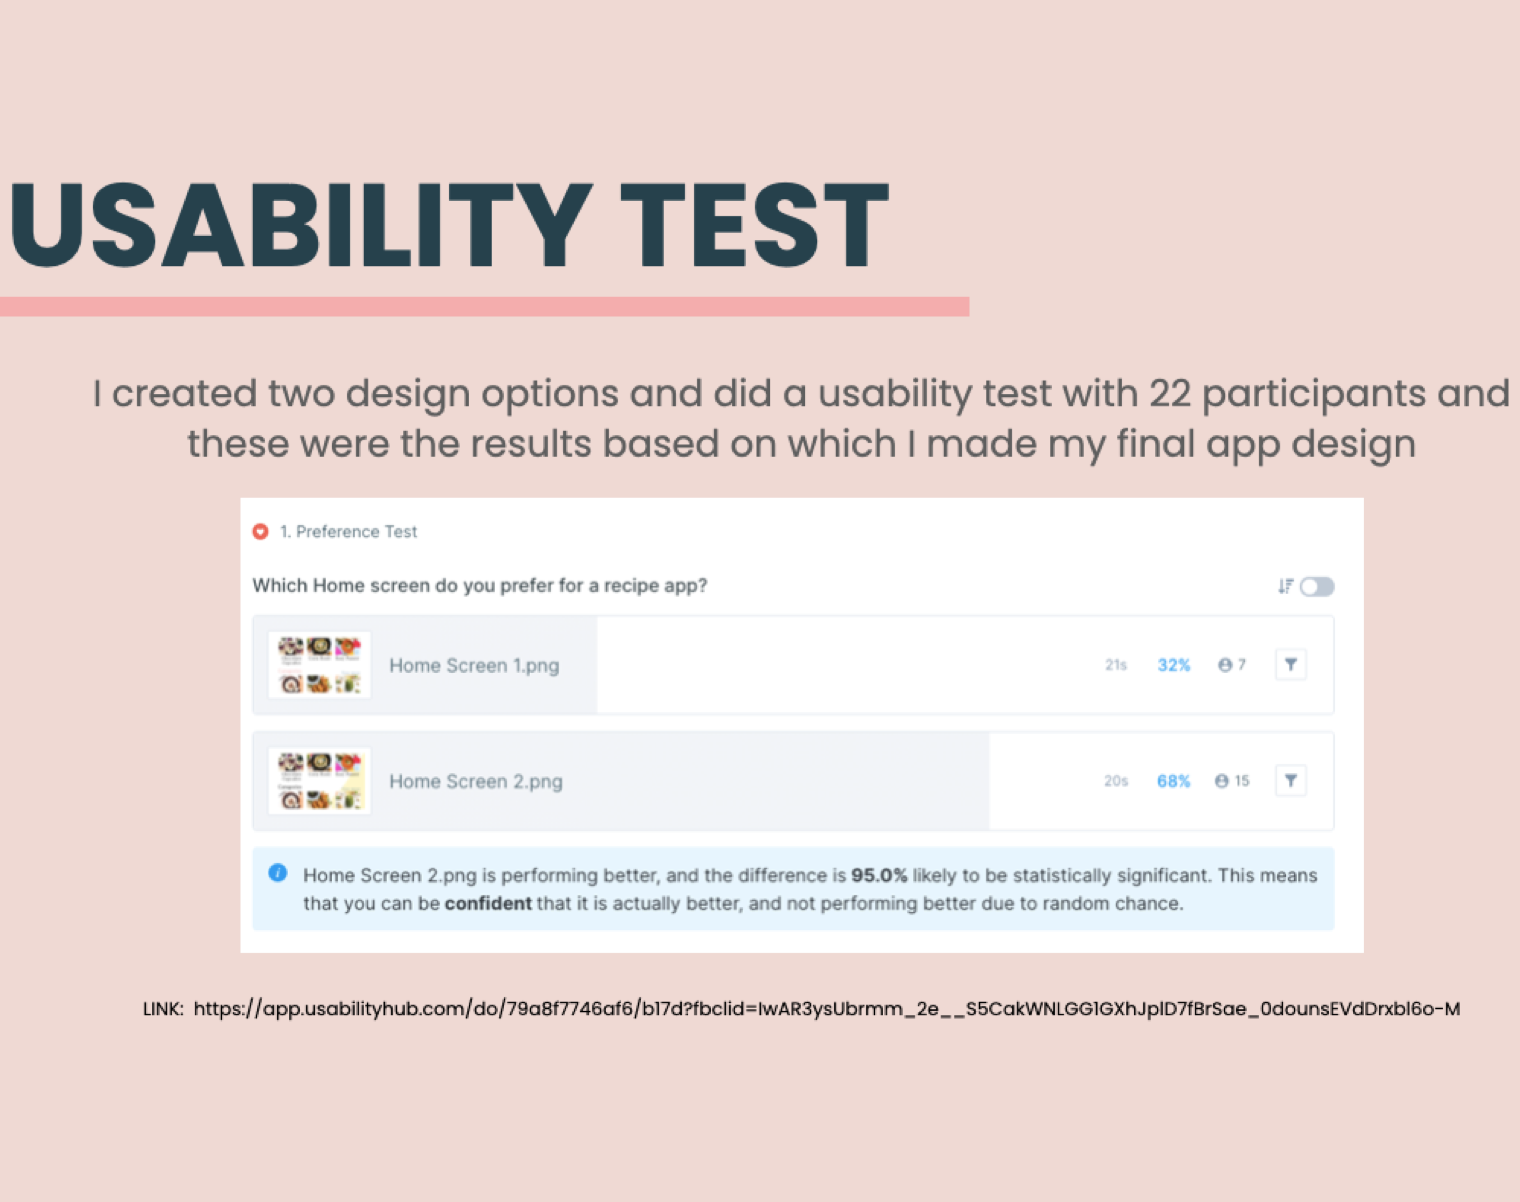 USABILITY TEST
I created two design options and did a usability test with 22 participants and
these were the results based on which I made my final app design
1. Preference Test
Which Home screen do you prefer for a recipe app?
Home Screen 1.png 21s 32% 7
Home Screen 2.png 20s 68% 15
Home Screen 2.png is performing better, and the difference is 95.0% likely to be statistically significant. This means
that you can be confident that it is actually better, and not performing better due to random chance.
LINK: https://app.usabilityhub.com/do/79a8f7746af6/b17d?fbclid=IwAR3ysUbrmm_2e__S5CakWNLGG1GXhJplD7fBrSae_0dounsEVdDrxbl6o-M